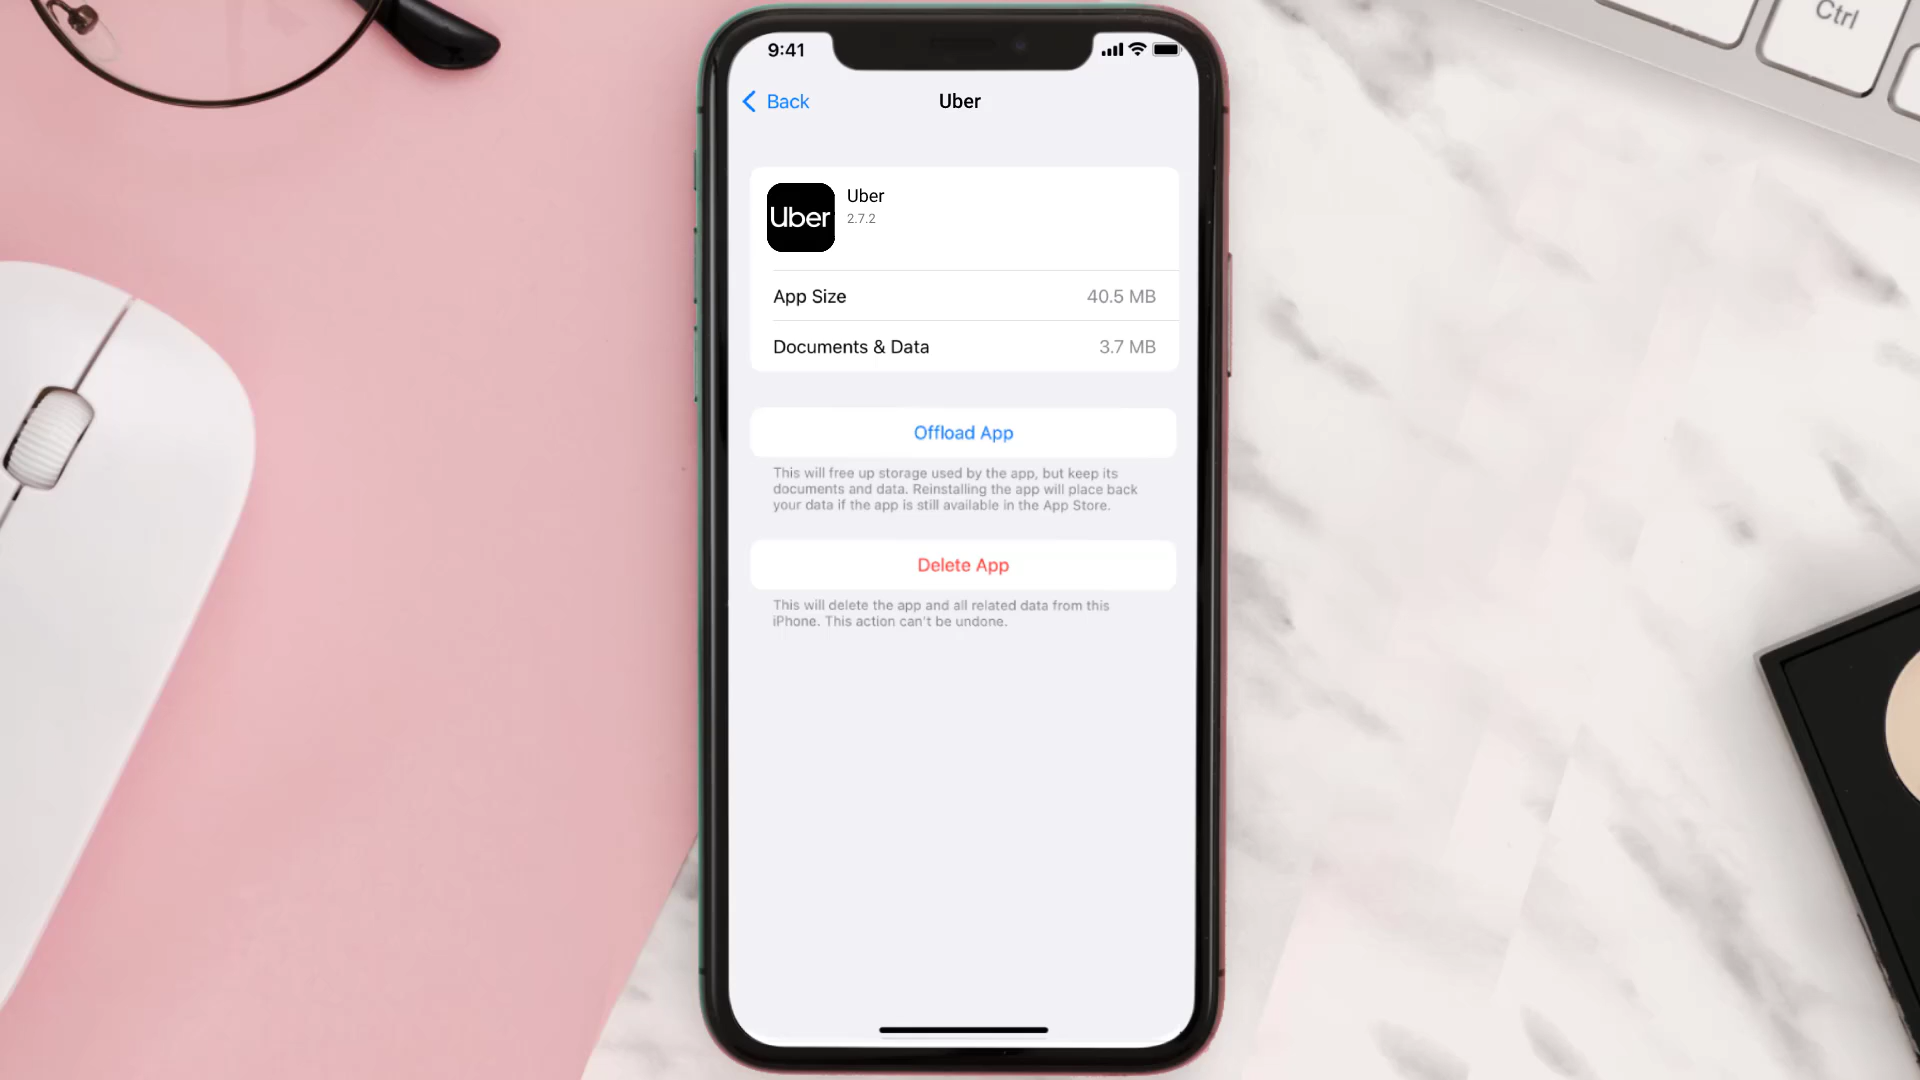 Ctrl
9:41
Back
Uber
Uber
Uber
2.7.2
App Size
40.5 MB
Documents & Data
3.7 MB
Offload App
This will free up storage used by the app, but keep its
documents and data. Reinstalling the app will place back
your data if the app is still available in the App Store.
Delete App
This will delete the app and all related data from this
iPhone. This action can't be undone.